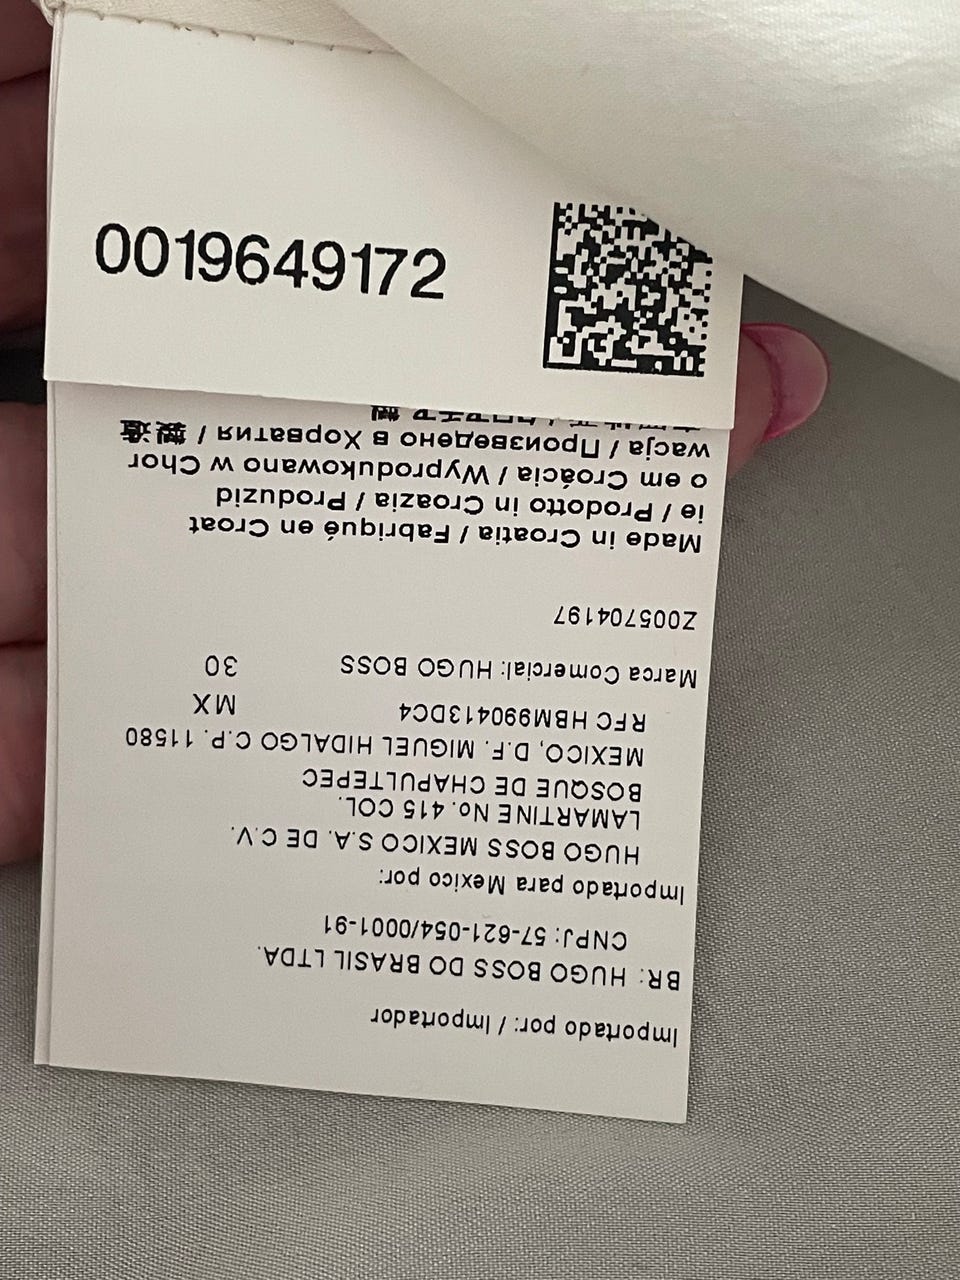 0019649172
Importado por: / Importador
BR: HUGO BOSS DO BRASIL LTDA.
CNPJ: 57-621-054/0001-91
Importado para Mexico por:
HUGO BOSS MEXICO S.A. DE C.V.
LAMARTINE No. 415 COL.
BOSQUE DE CHAPULTEPEC
MEXICO, D.F. MIGUEL HIDALGO C.P. 11580
RFC HBM990413DC4 MX
Marca Comercial: HUGO BOSS 30
Z005704197
Made in Croatia / Fabriqué en Croat
ie / Prodotto in Croazia / Produzid
o em Croácia / Wyprodukowano w Chor
wacja / Произведено в Хорватия / 製造